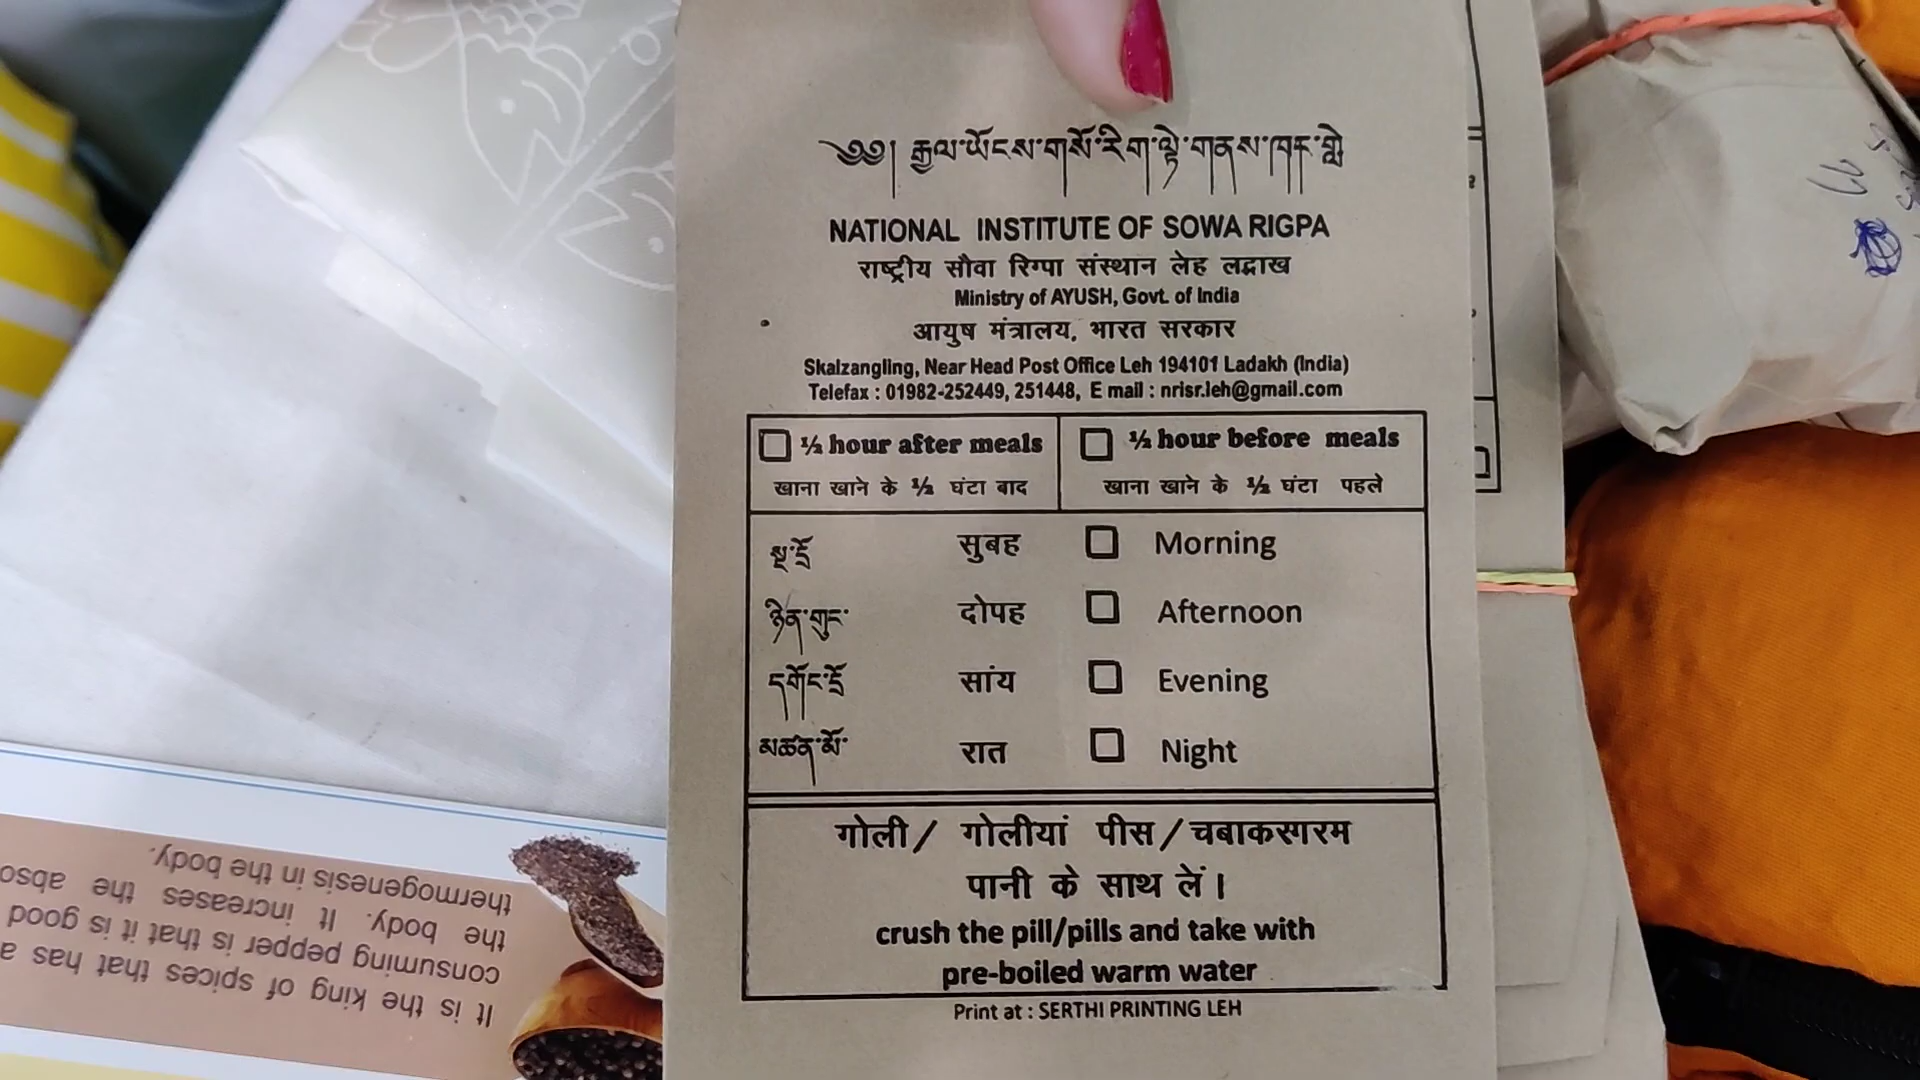 ༄༅། རྒྱལ་ཡོངས་གསོ་རིག་ལྟེ་གནས་ཁང་གླེ
NATIONAL INSTITUTE OF SOWA RIGPA
राष्ट्रीय सौवा रिग्पा संस्थान लेह लद्दाख
Ministry of AYUSH, Govt. of India
आयुष मंत्रालय, भारत सरकार
Skalzangling, Near Head Post Office Leh 194101 Ladakh (India)
Telefax : 01982-252449, 251448, E mail : nrisr.leh@gmail.com
½ hour after meals
खाना खाने के ½ घंटा बाद
½ hour before meals
खाना खाने के ½ घंटा पहले
སྔ་དྲོ སुबह Morning
ཉིན་གུང་ दोपह Afternoon
དགོང་དྲོ सांय Evening
མཚན་མོ་ रात Night
गोली/ गोलीयां पीस/चबाकरगरम
पानी के साथ लें।
crush the pill/pills and take with
pre-boiled warm water
Print at : SERTHI PRINTING LEH
It is the king of spices that has a
consuming pepper is that it is good
the body. It increases the abso
thermogenesis in the body.